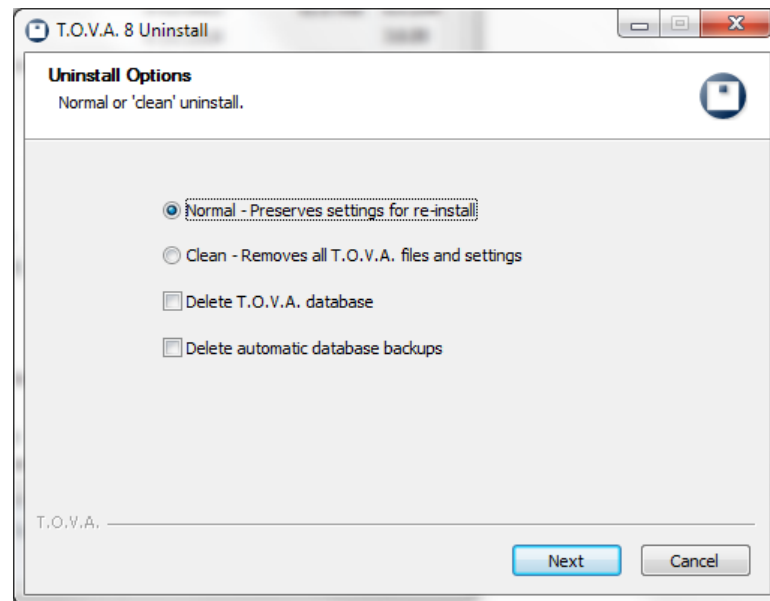 T.O.V.A. 8 Uninstall
Uninstall Options
Normal or 'clean' uninstall.
Normal - Preserves settings for re-install
Clean - Removes all T.O.V.A. files and settings
Delete T.O.V.A. database
Delete automatic database backups
T.O.V.A.
Next
Cancel